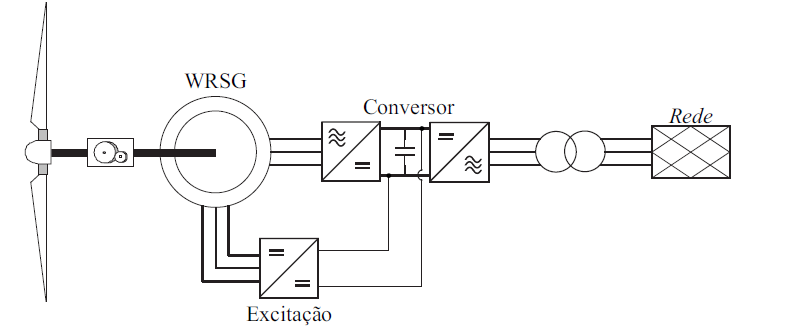 WRSG
Conversor
Rede
Excitação